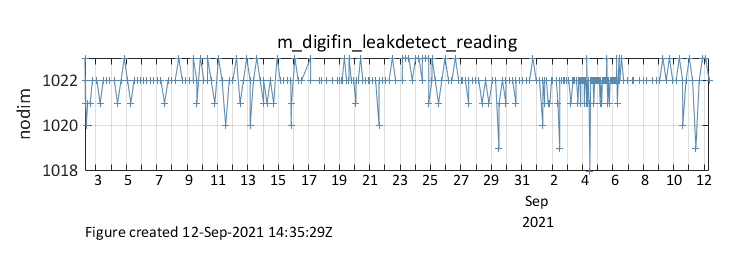 m_digifin_leakdetect_reading
nodim
1022
1020
1018
3 5 7 9 11 13 15 17 19 21 23 25 27 29 31 2 4 6 8 10 12
Sep
2021
Figure created 12-Sep-2021 14:35:29Z